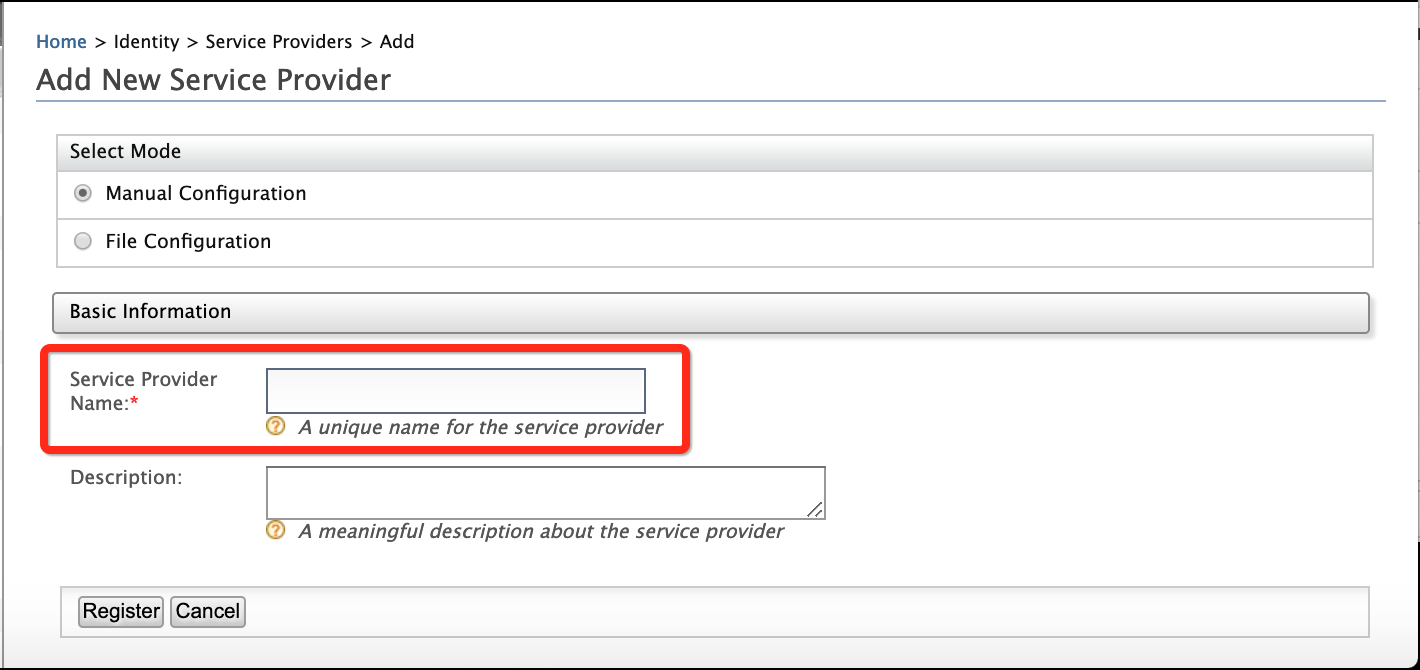 Home > Identity > Service Providers > Add
Add New Service Provider
Select Mode
Manual Configuration
File Configuration
Basic Information
Service Provider
Name:*
? A unique name for the service provider
Description:
? A meaningful description about the service provider
Register Cancel